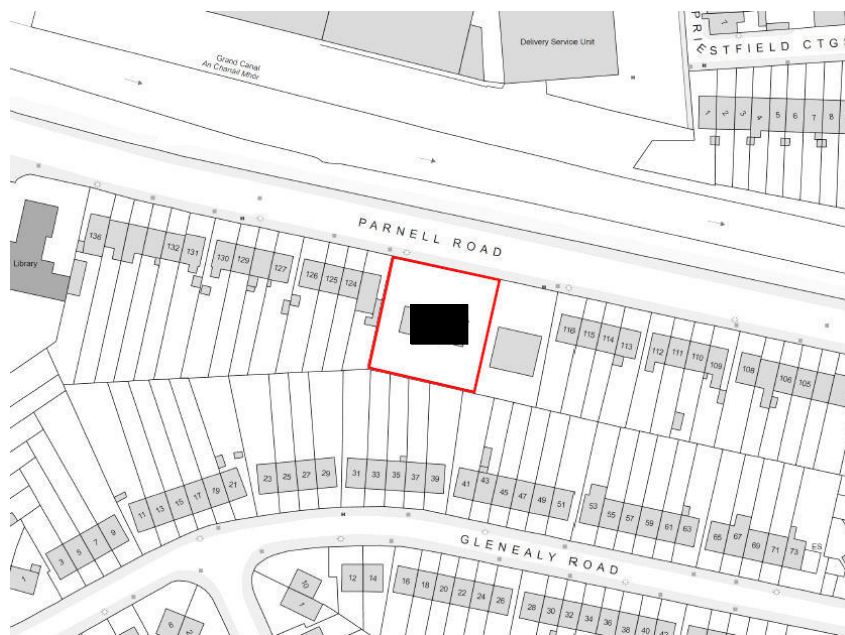 Delivery Service Unit
PRIESTFIELD CTGS
Grand Canal
An Chanáil Mhór
1 2 3 4 5 6 7 8
PARNELL ROAD
Library
136 132 131 130 129 127 126 125 124
116 115 114 113 112 111 110 109 108 106 105
3 5 7 9 11 13 15 17 19 21 23 25 27 29 31 33 35 37 39 41 43 45 47 49 51 53 55 57 59 61 63 65 67 69 71 73
ES
GLENEALY ROAD
1
10
7
12 14
16 18 20 22 24 26
28 30 32 34 36 38 40 42